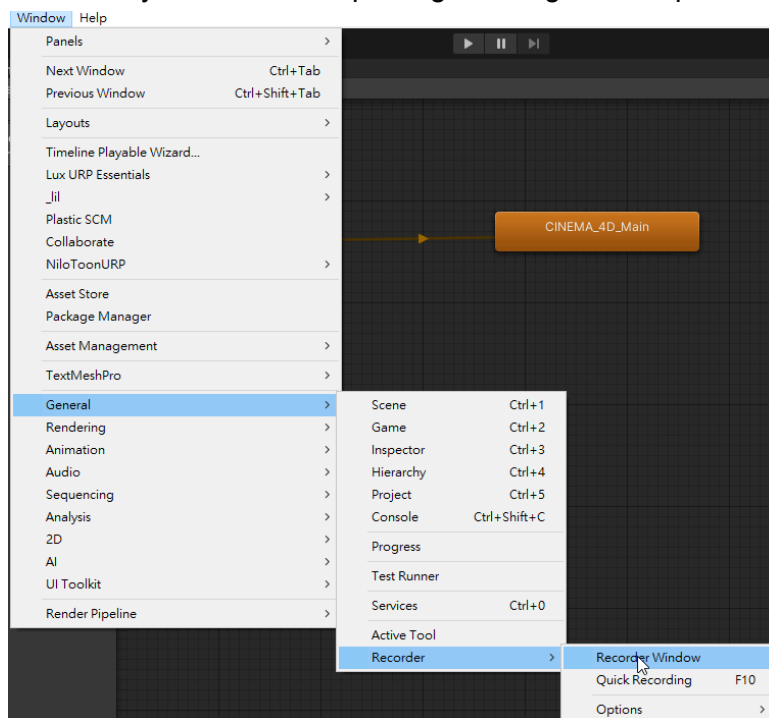 Window Help
Panels >
Next Window Ctrl+Tab
Previous Window Ctrl+Shift+Tab
Layouts >
Timeline Playable Wizard...
Lux URP Essentials >
_lil >
Plastic SCM
Collaborate
NiloToonURP >
Asset Store
Package Manager
Asset Management >
TextMeshPro >
General >
Rendering >
Animation >
Audio >
Sequencing >
Analysis >
2D >
AI >
UI Toolkit >
Render Pipeline >
CINEMA_4D_Main
Scene Ctrl+1
Game Ctrl+2
Inspector Ctrl+3
Hierarchy Ctrl+4
Project Ctrl+5
Console Ctrl+Shift+C
Progress
Test Runner
Services Ctrl+0
Active Tool
Recorder >
Recorder Window
Quick Recording F10
Options >